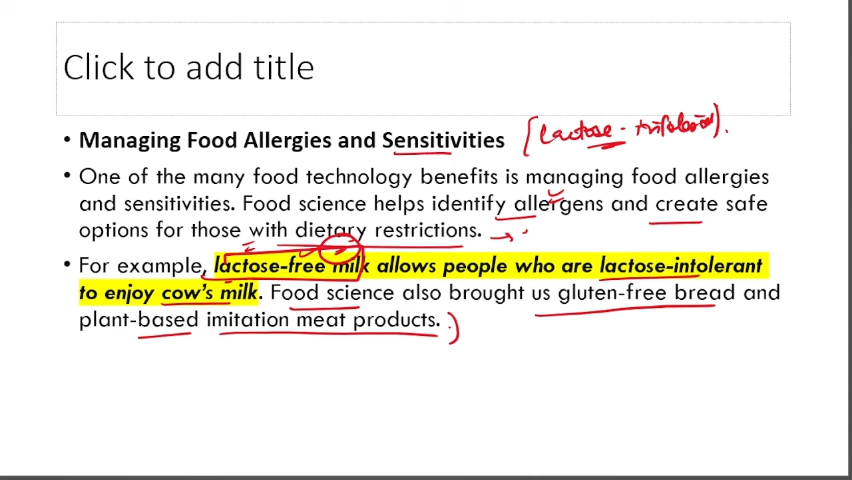 Click to add title
• Managing Food Allergies and Sensitivities [lactose-
• One of the many food technology benefits is managing food allergies
and sensitivities. Food science helps identify allergens and create safe
options for those with dietary restrictions.
• For example, lactose-free milk allows people who are lactose-intolerant
to enjoy cow's milk. Food science also brought us gluten-free bread and
plant-based imitation meat products.